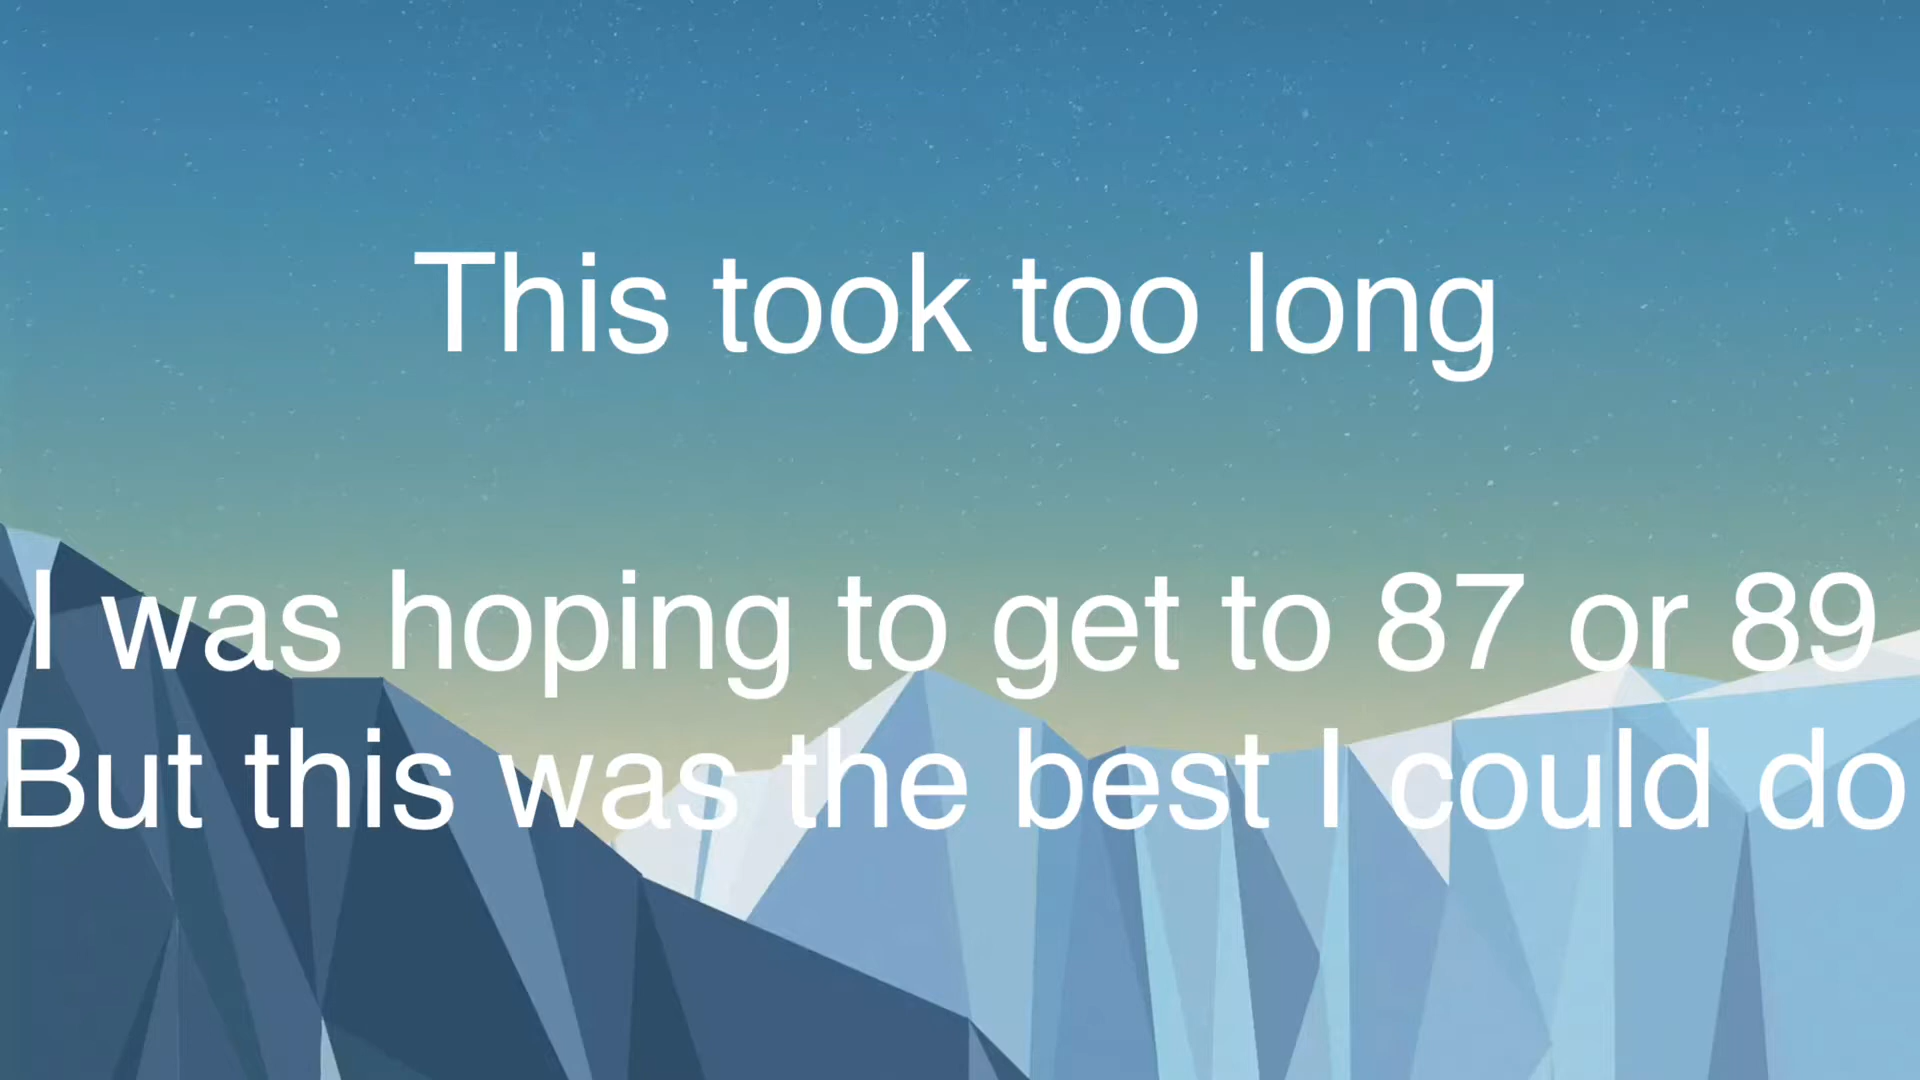 This took too long
I was hoping to get to 87 or 89
But this was the best I could do